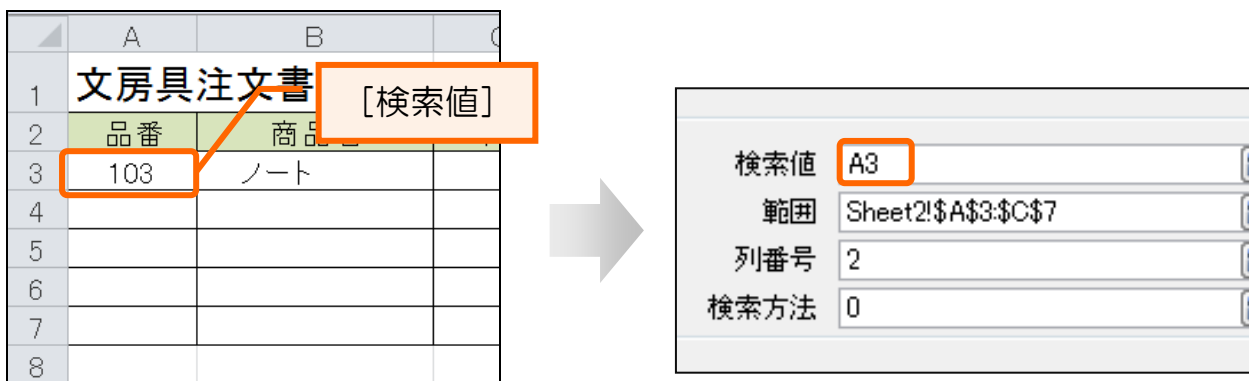 A B
1 文房具注文書
[検索値]
2 品番 商品
3 103 ノート
4
5
6
7
8
検索値 A3
範囲 Sheet2!$A$3:$C$7
列番号 2
検索方法 0